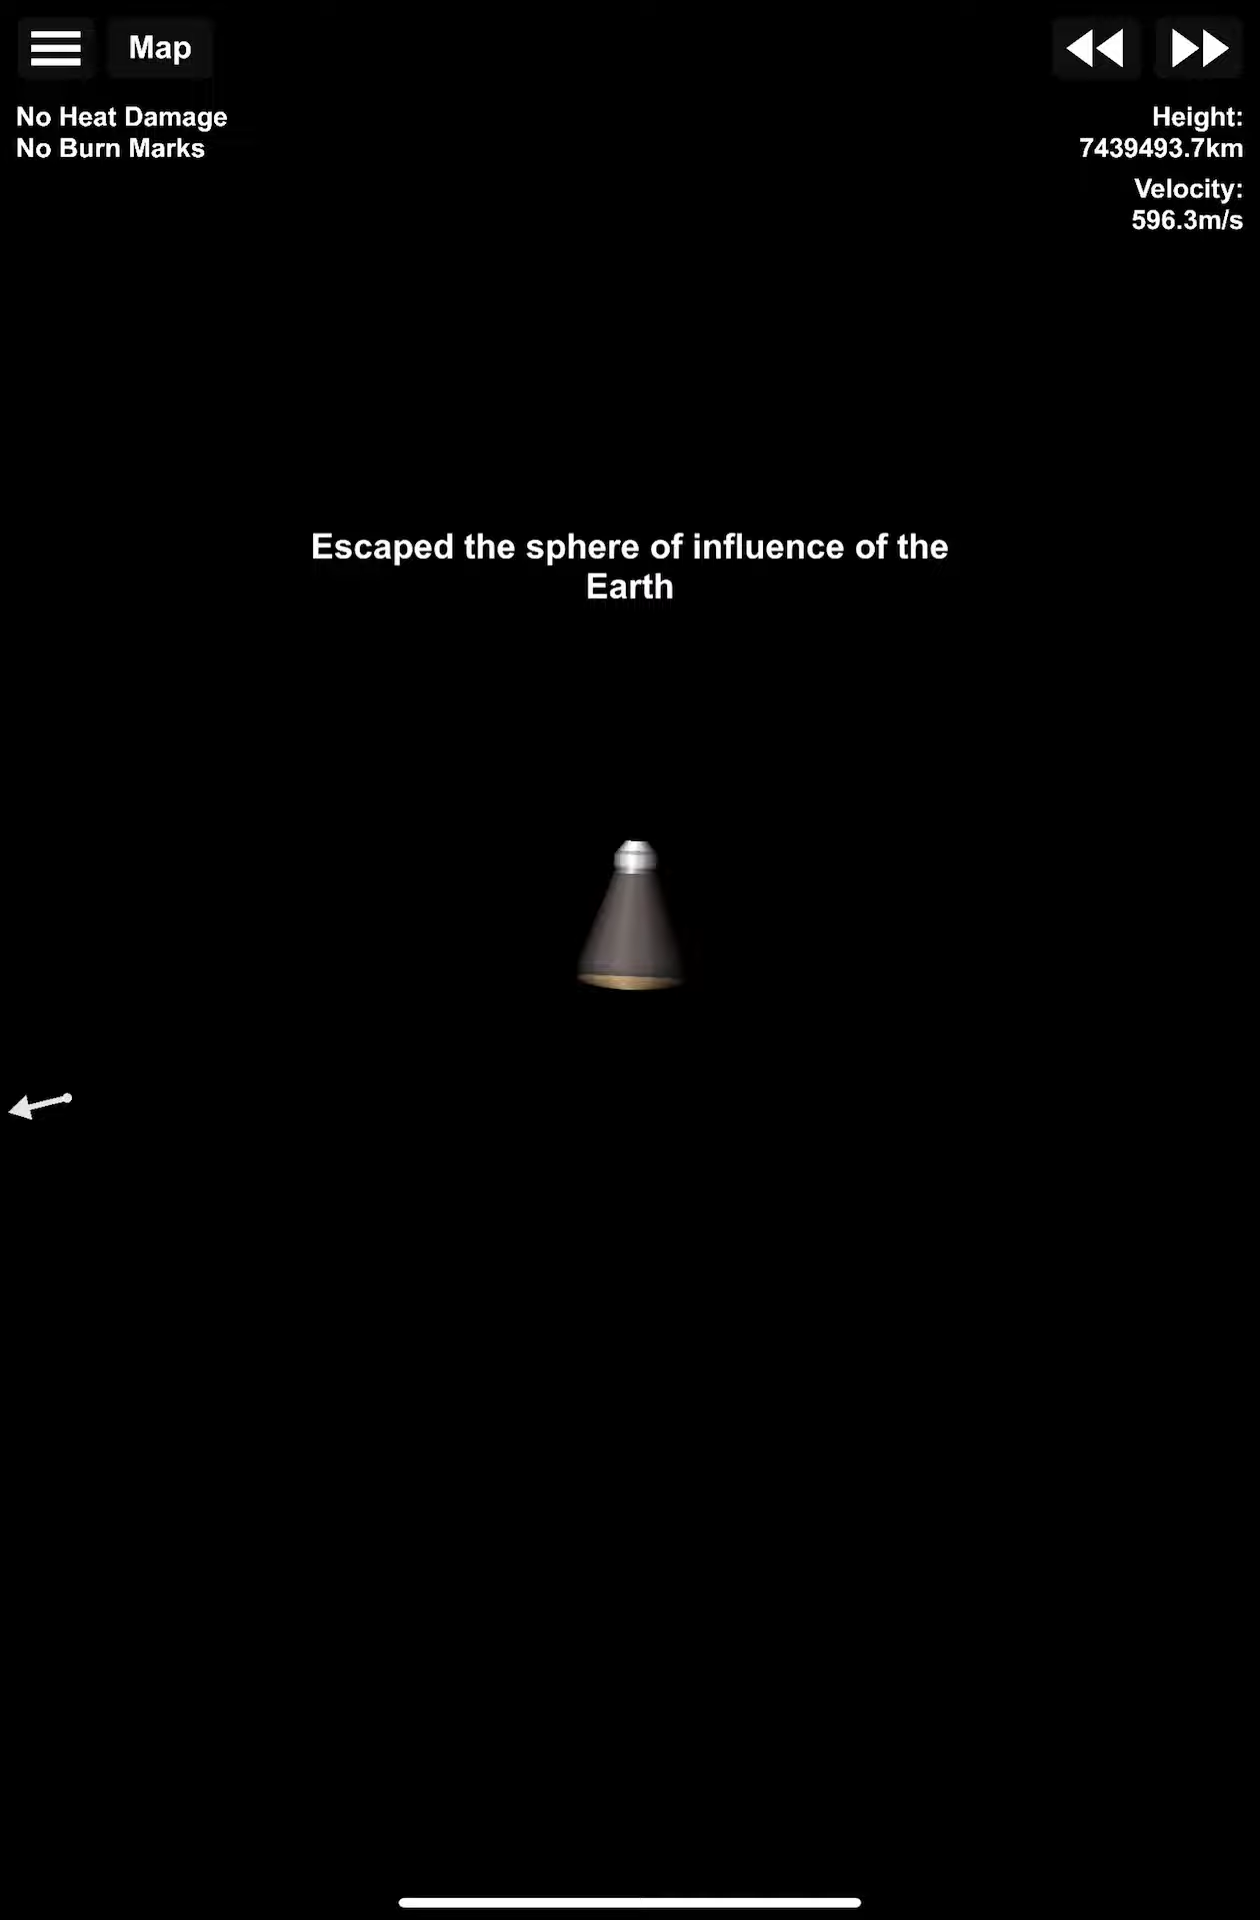 Map
No Heat Damage
No Burn Marks
Height:
7439493.7km
Velocity:
596.3m/s
Escaped the sphere of influence of the
Earth